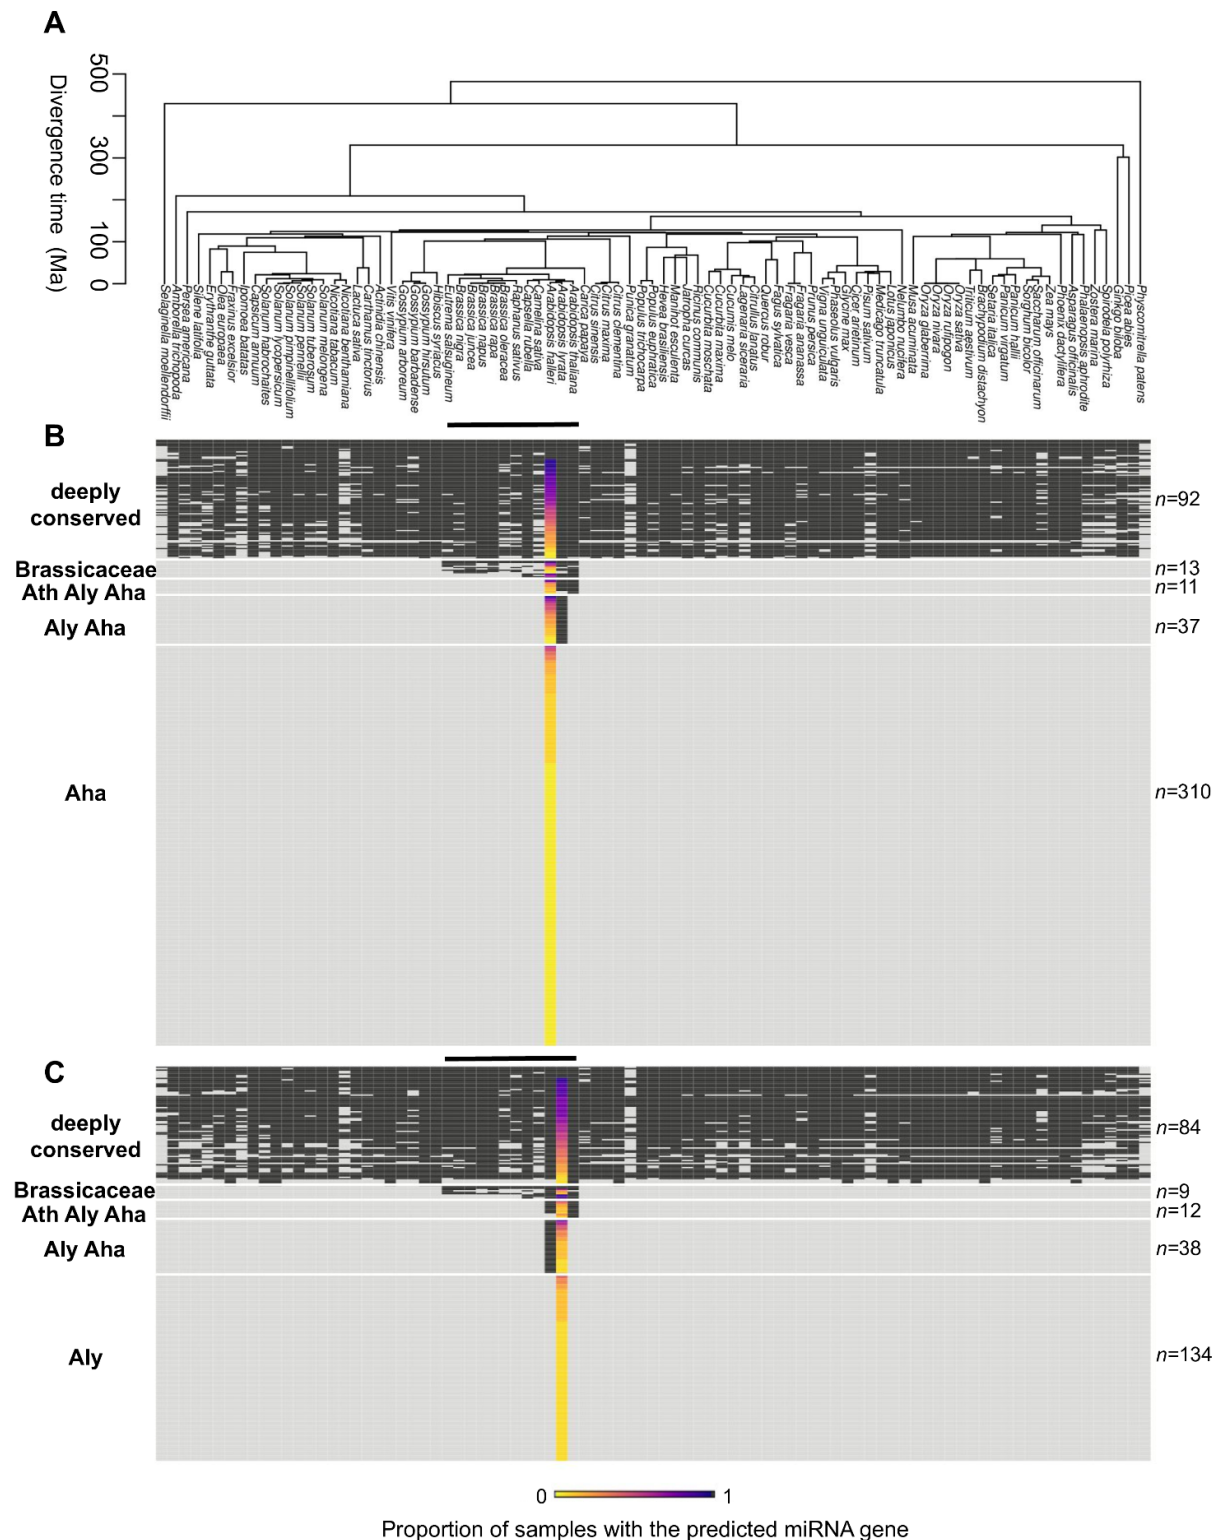 A
Divergence time (Ma)
500
300
100
0
Selaginella moellendorffii
Amborella trichopoda
Persea americana
Silene latifolia
Erythranthe guttata
Olea europaea
Fraxinus excelsior
Ipomoea batatas
Capsicum annuum
Solanum habrochaites
Solanum lycopersicum
Solanum pimpinellifolium
Solanum pennellii
Solanum tuberosum
Solanum melongena
Nicotiana tabacum
Nicotiana benthamiana
Lactuca sativa
Carthamus tinctorius
Actinidia chinensis
Vitis vinifera
Gossypium arboreum
Gossypium barbadense
Gossypium hirsutum
Hibiscus syriacus
Eutrema salsugineum
Brassica nigra
Brassica juncea
Brassica napus
Brassica rapa
Brassica oleracea
Raphanus sativus
Capsella rubella
Camelina sativa
Arabidopsis halleri
Arabidopsis lyrata
Arabidopsis thaliana
Carica papaya
Citrus sinensis
Citrus maxima
Citrus clementina
Punica granatum
Populus trichocarpa
Populus euphratica
Hevea brasiliensis
Manihot esculenta
Jatropha curcas
Ricinus communis
Cucurbita moschata
Cucurbita maxima
Cucumis melo
Lagenaria siceraria
Citrullus lanatus
Quercus robur
Fagus sylvatica
Fragaria vesca
Fragaria ananassa
Prunus persica
Vigna unguiculata
Phaseolus vulgaris
Glycine max
Cicer arietinum
Pisum sativum
Medicago truncatula
Lotus japonicus
Nelumbo nucifera
Musa acuminata
Oryza glaberrima
Oryza nivara
Oryza rufipogon
Oryza sativa
Triticum aestivum
Brachypodium distachyon
Setaria italica
Panicum virgatum
Panicum hallii
Sorghum bicolor
Saccharum officinarum
Zea mays
Phoenix dactylifera
Asparagus officinalis
Phalaenopsis aphrodite
Zostera marina
Spirodela polyrhiza
Ginkgo biloba
Picea abies
Physcomitrella patens
B
deeply
conserved
n=92
Brassicaceae
n=13
Ath Aly Aha
n=11
Aly Aha
n=37
Aha
n=310
C
deeply
conserved
n=84
Brassicaceae
n=9
Ath Aly Aha
n=12
Aly Aha
n=38
Aly
n=134
0
1
Proportion of samples with the predicted miRNA gene